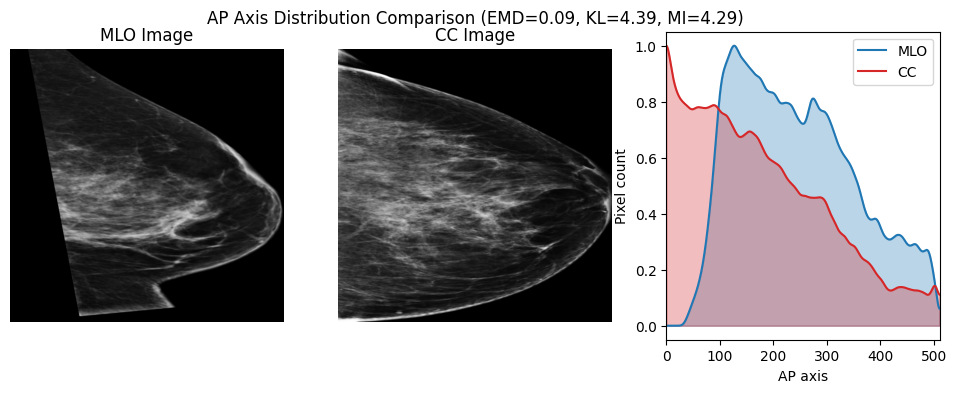 AP Axis Distribution Comparison (EMD=0.09, KL=4.39, MI=4.29)
MLO Image
CC Image
MLO
CC
1.0
0.8
0.6
0.4
0.2
0.0
Pixel count
0 100 200 300 400 500
AP axis